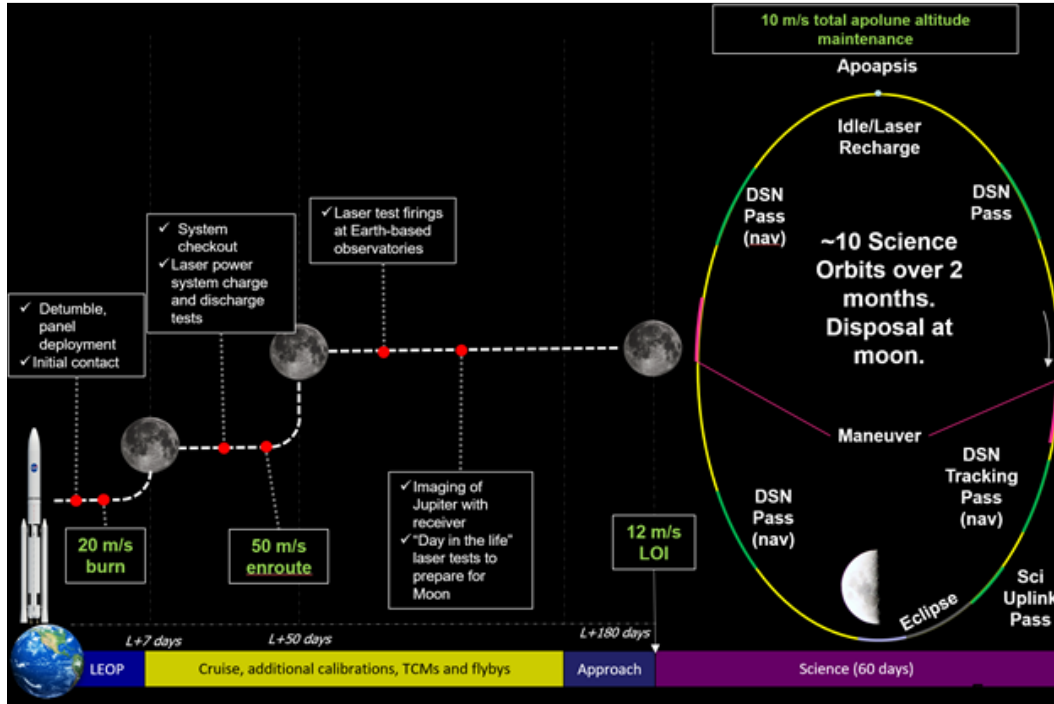 10 m/s total apolune altitude
maintenance
Apoapsis
Idle/Laser
Recharge
DSN
Pass
(nav)
DSN
Pass
~10 Science
Orbits over 2
months.
Disposal at
moon.
Maneuver
DSN
Pass
(nav)
DSN
Tracking
Pass
(nav)
Eclipse
Sci
Uplink
Pass
✓ Detumble,
panel
deployment
✓ Initial contact
✓ System
checkout
✓ Laser power
system charge
and discharge
tests
✓ Laser test firings
at Earth-based
observatories
✓ Imaging of
Jupiter with
receiver
✓ "Day in the life"
laser tests to
prepare for
Moon
20 m/s
burn
50 m/s
enroute
12 m/s
LOI
L+7 days
L+50 days
L+180 days
LEOP
Cruise, additional calibrations, TCMs and flybys
Approach
Science (60 days)